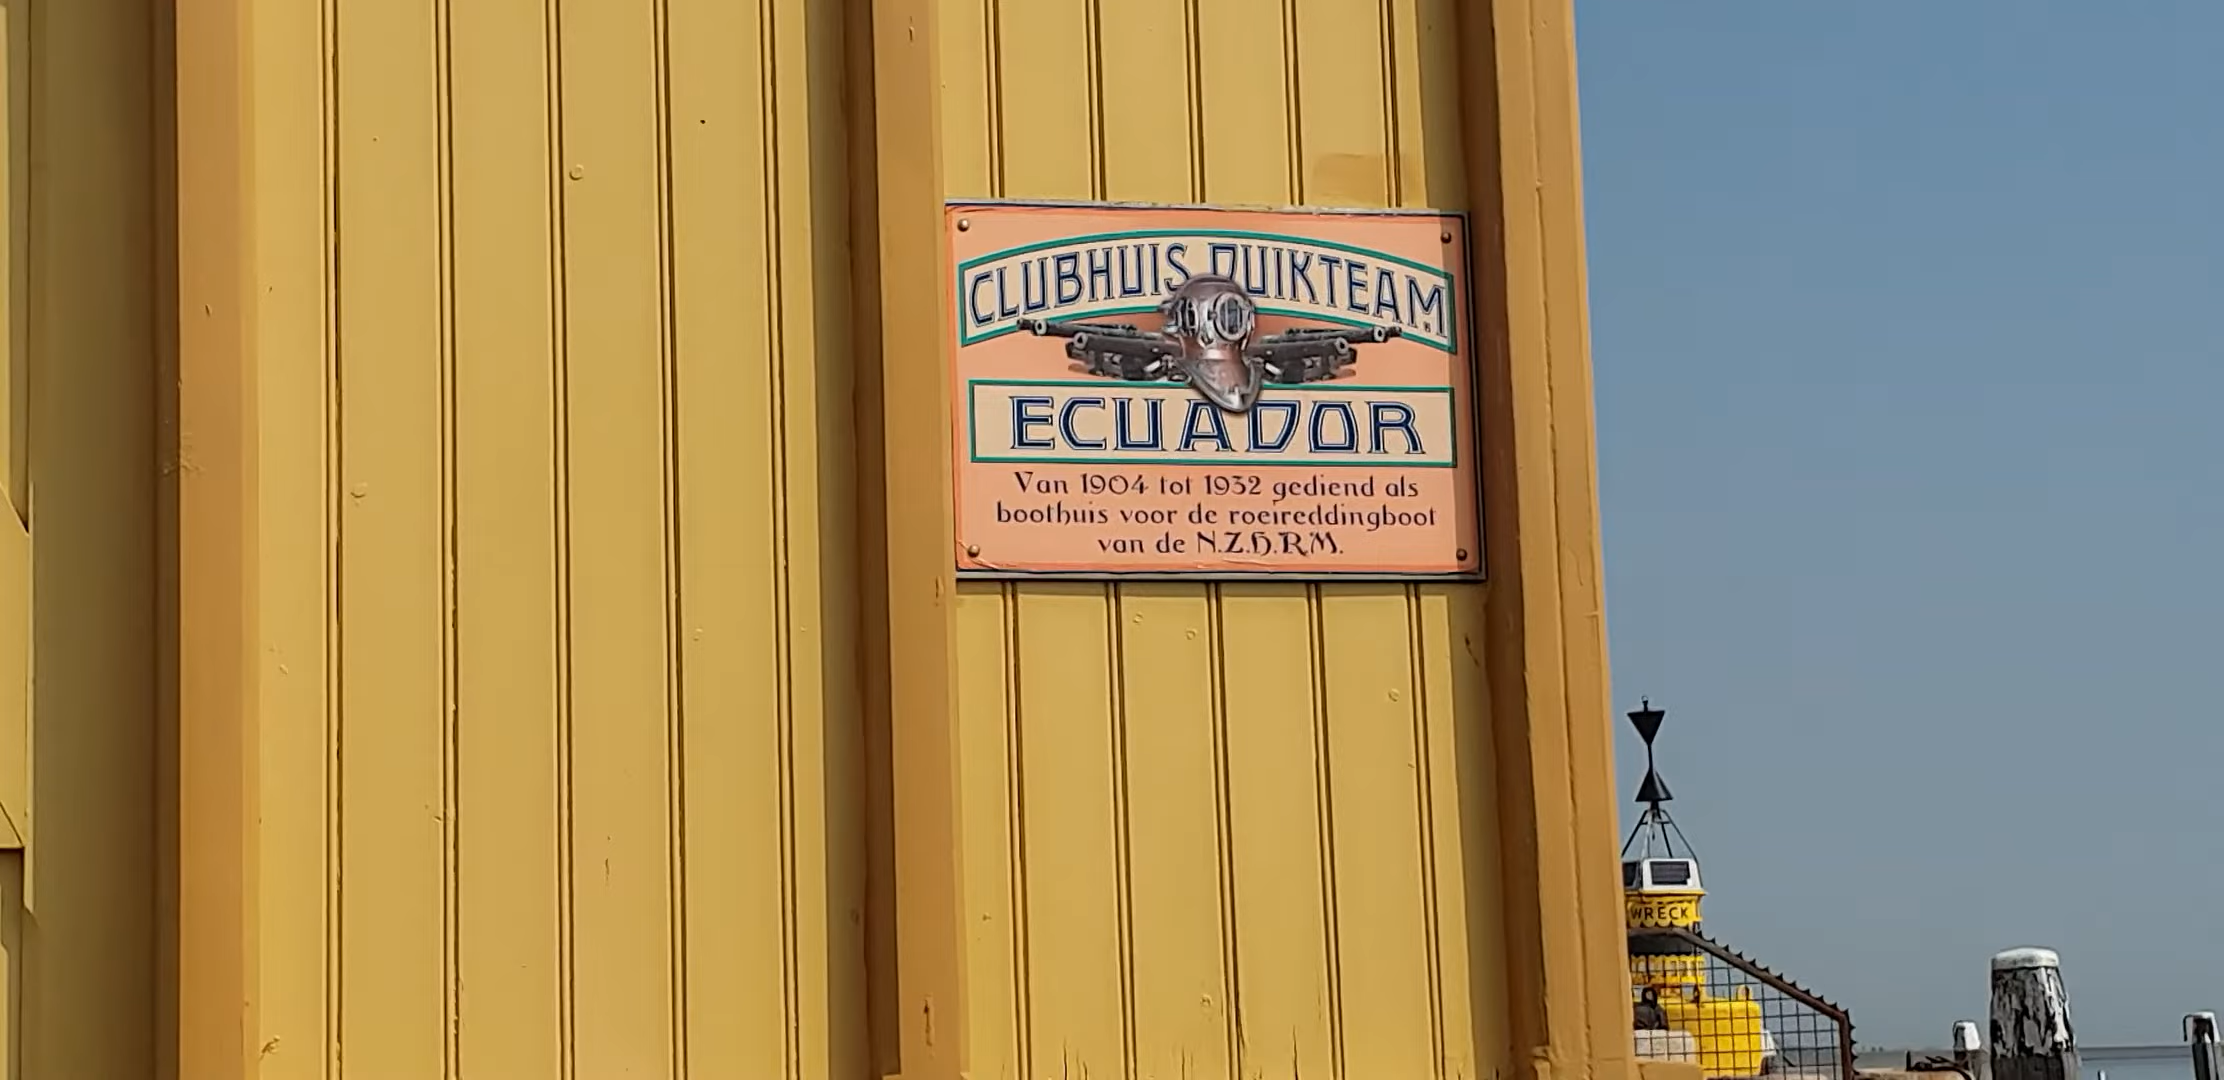 CLUBHUIS DUIKTEAM
ECUADOR
Van 1904 tot 1932 gediend als
boothuis voor de roeireddingboot
van de N.Z.H.R.M.
WRECK